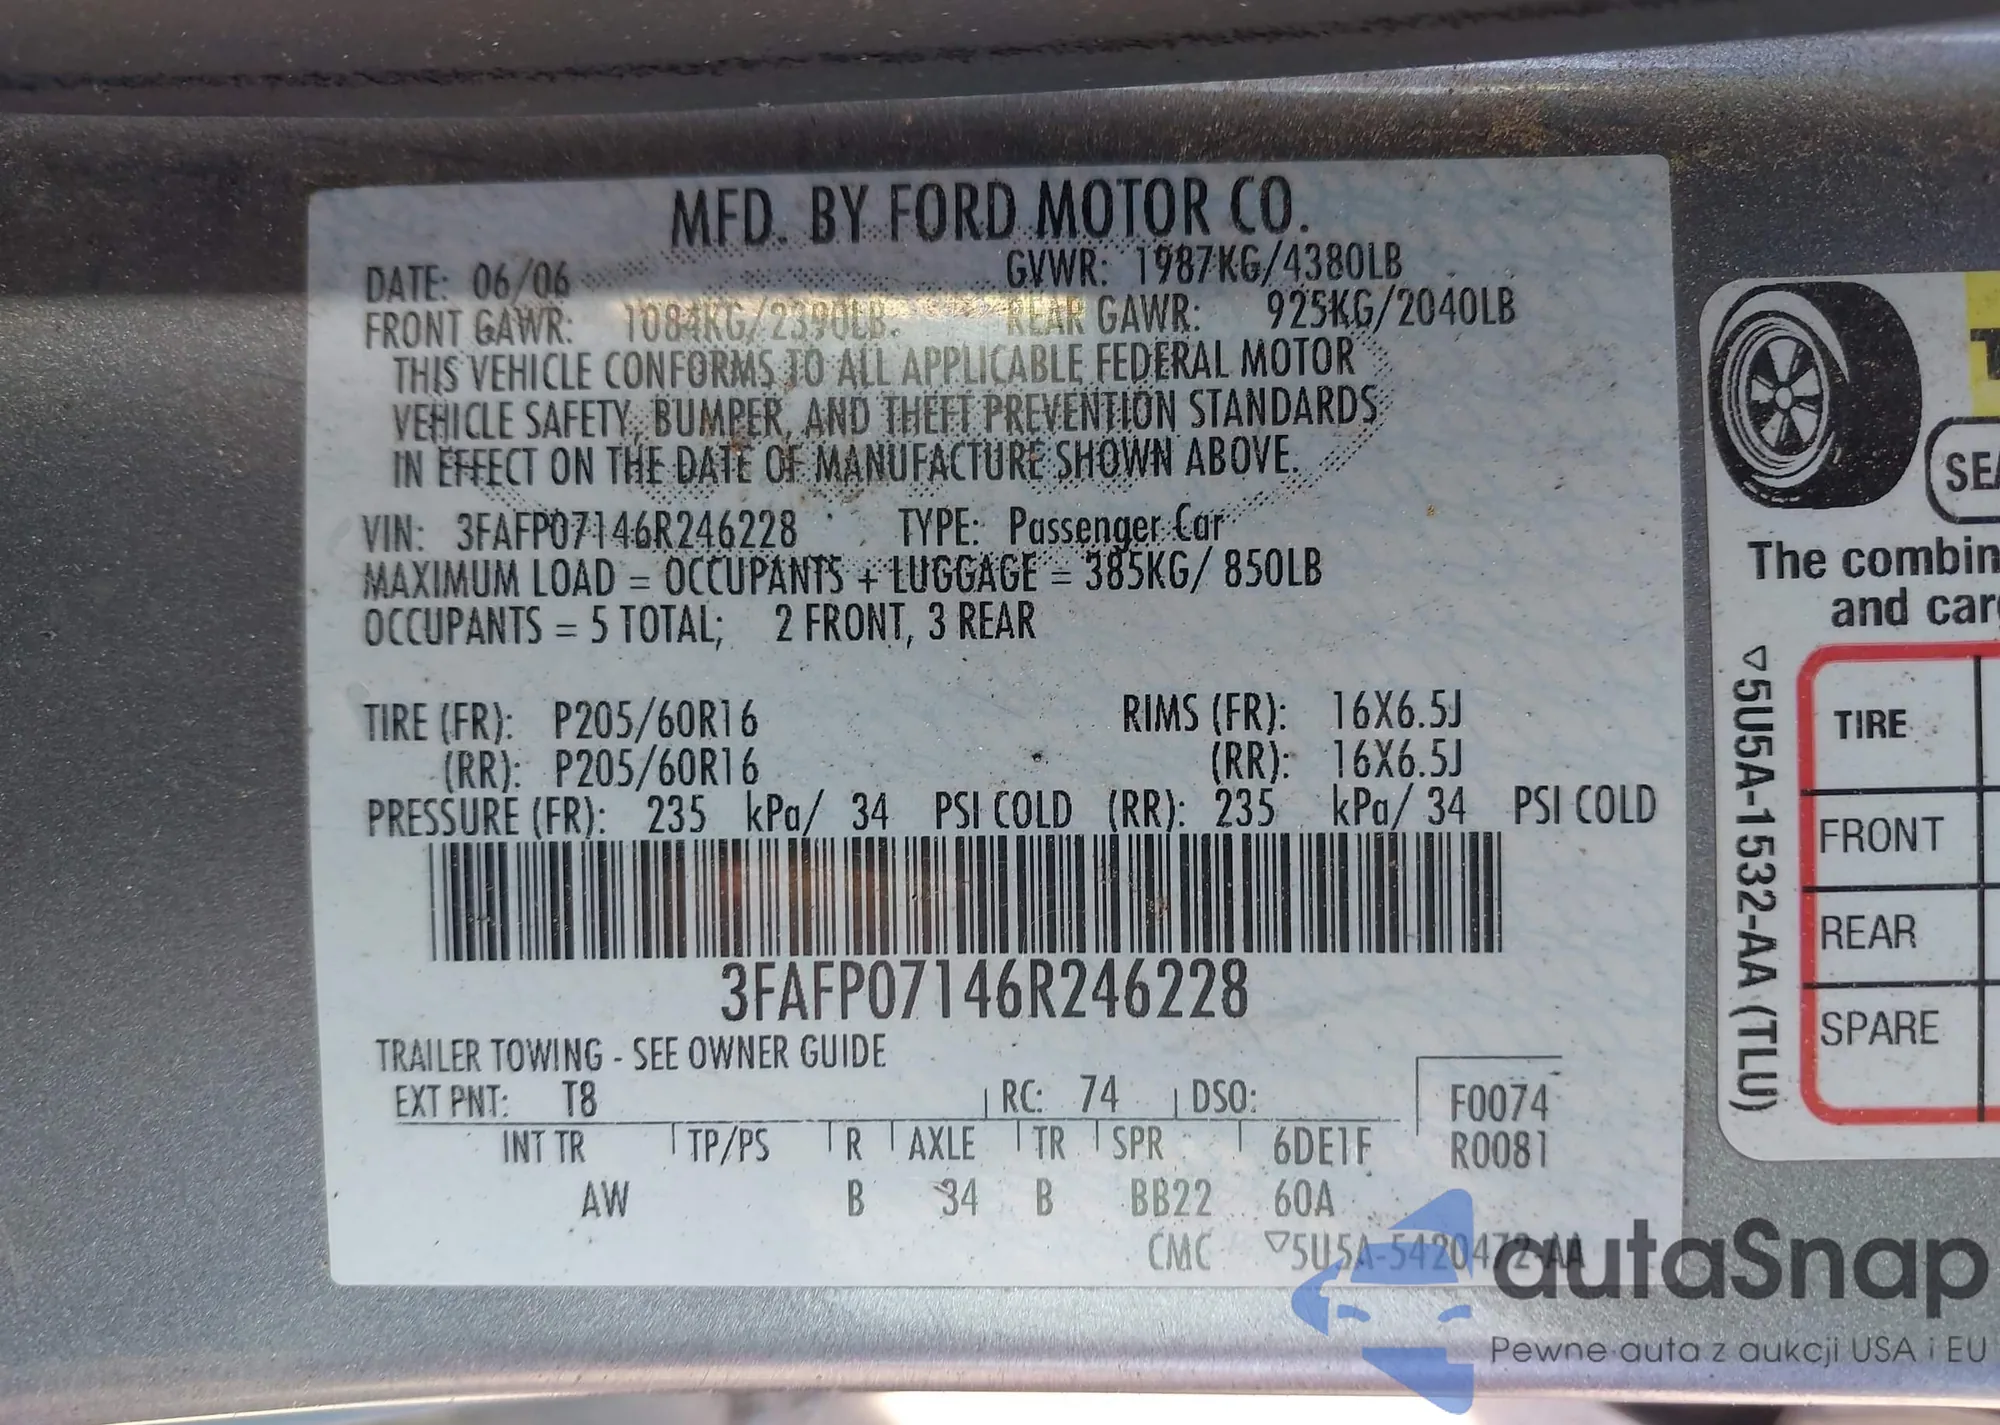 MFD. BY FORD MOTOR CO.
DATE: 06/06 GVWR: 1987KG/4380LB
FRONT GAWR: 1084KG/2390LB REAR GAWR: 925KG/2040LB
THIS VEHICLE CONFORMS TO ALL APPLICABLE FEDERAL MOTOR
VEHICLE SAFETY, BUMPER, AND THEFT PREVENTION STANDARDS
IN EFFECT ON THE DATE OF MANUFACTURE SHOWN ABOVE.
VIN: 3FAFP07146R246228 TYPE: Passenger Car
MAXIMUM LOAD = OCCUPANTS + LUGGAGE = 385KG/ 850LB
OCCUPANTS = 5 TOTAL; 2 FRONT, 3 REAR
TIRE (FR): P205/60R16 RIMS (FR): 16X6.5J
(RR): P205/60R16 (RR): 16X6.5J
PRESSURE (FR): 235 kPa/ 34 PSI COLD (RR): 235 kPa/ 34 PSI COLD
3FAFP07146R246228
TRAILER TOWING - SEE OWNER GUIDE
EXT PNT: T8 RC: 74 DSO: F0074
INT TR TP/PS R AXLE TR SPR 6DE1F R0081
AW B 34 B BB22 60A
CMC ▽5U5A-5420472-AA
T
SEA
The combin
and carg
▽5U5A-1532-AA (TLU)
TIRE
FRONT
REAR
SPARE
autaSnap
Pewne auta z aukcji USA i EU